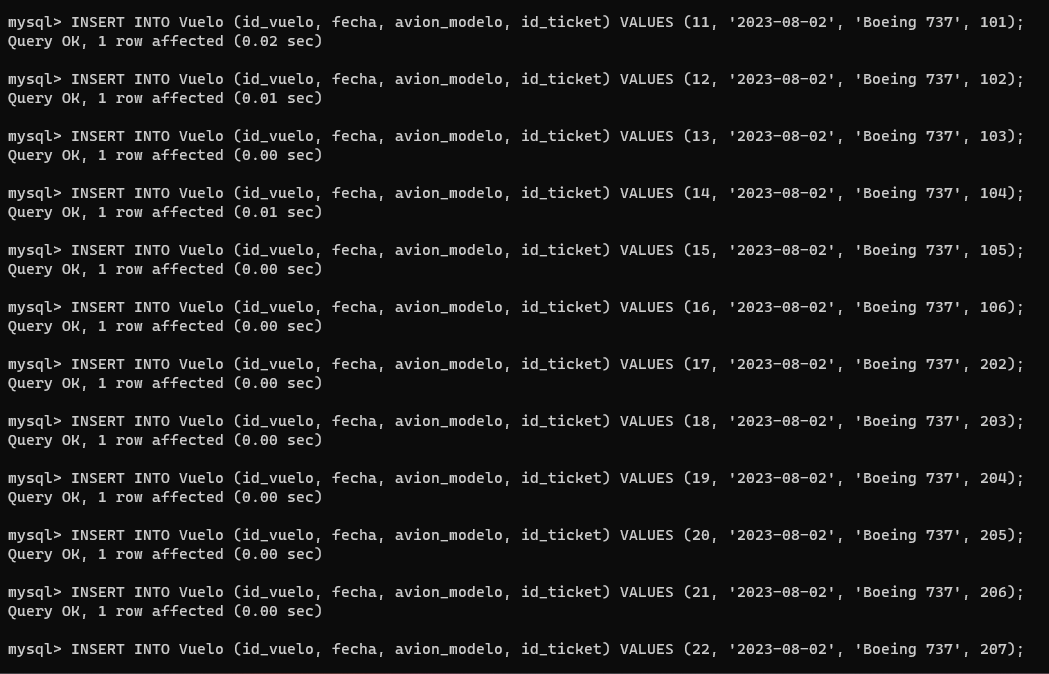 mysql> INSERT INTO Vuelo (id_vuelo, fecha, avion_modelo, id_ticket) VALUES (11, '2023-08-02', 'Boeing 737', 101);
Query OK, 1 row affected (0.02 sec)
mysql> INSERT INTO Vuelo (id_vuelo, fecha, avion_modelo, id_ticket) VALUES (12, '2023-08-02', 'Boeing 737', 102);
Query OK, 1 row affected (0.01 sec)
mysql> INSERT INTO Vuelo (id_vuelo, fecha, avion_modelo, id_ticket) VALUES (13, '2023-08-02', 'Boeing 737', 103);
Query OK, 1 row affected (0.00 sec)
mysql> INSERT INTO Vuelo (id_vuelo, fecha, avion_modelo, id_ticket) VALUES (14, '2023-08-02', 'Boeing 737', 104);
Query OK, 1 row affected (0.01 sec)
mysql> INSERT INTO Vuelo (id_vuelo, fecha, avion_modelo, id_ticket) VALUES (15, '2023-08-02', 'Boeing 737', 105);
Query OK, 1 row affected (0.00 sec)
mysql> INSERT INTO Vuelo (id_vuelo, fecha, avion_modelo, id_ticket) VALUES (16, '2023-08-02', 'Boeing 737', 106);
Query OK, 1 row affected (0.00 sec)
mysql> INSERT INTO Vuelo (id_vuelo, fecha, avion_modelo, id_ticket) VALUES (17, '2023-08-02', 'Boeing 737', 202);
Query OK, 1 row affected (0.00 sec)
mysql> INSERT INTO Vuelo (id_vuelo, fecha, avion_modelo, id_ticket) VALUES (18, '2023-08-02', 'Boeing 737', 203);
Query OK, 1 row affected (0.00 sec)
mysql> INSERT INTO Vuelo (id_vuelo, fecha, avion_modelo, id_ticket) VALUES (19, '2023-08-02', 'Boeing 737', 204);
Query OK, 1 row affected (0.00 sec)
mysql> INSERT INTO Vuelo (id_vuelo, fecha, avion_modelo, id_ticket) VALUES (20, '2023-08-02', 'Boeing 737', 205);
Query OK, 1 row affected (0.00 sec)
mysql> INSERT INTO Vuelo (id_vuelo, fecha, avion_modelo, id_ticket) VALUES (21, '2023-08-02', 'Boeing 737', 206);
Query OK, 1 row affected (0.00 sec)
mysql> INSERT INTO Vuelo (id_vuelo, fecha, avion_modelo, id_ticket) VALUES (22, '2023-08-02', 'Boeing 737', 207);